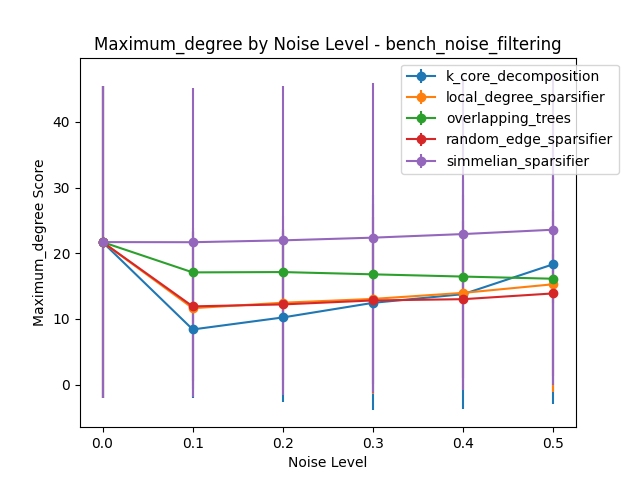 Maximum_degree by Noise Level - bench_noise_filtering
k_core_decomposition
local_degree_sparsifier
overlapping_trees
random_edge_sparsifier
simmelian_sparsifier
Maximum_degree Score
40
30
20
10
0
0.0 0.1 0.2 0.3 0.4 0.5
Noise Level